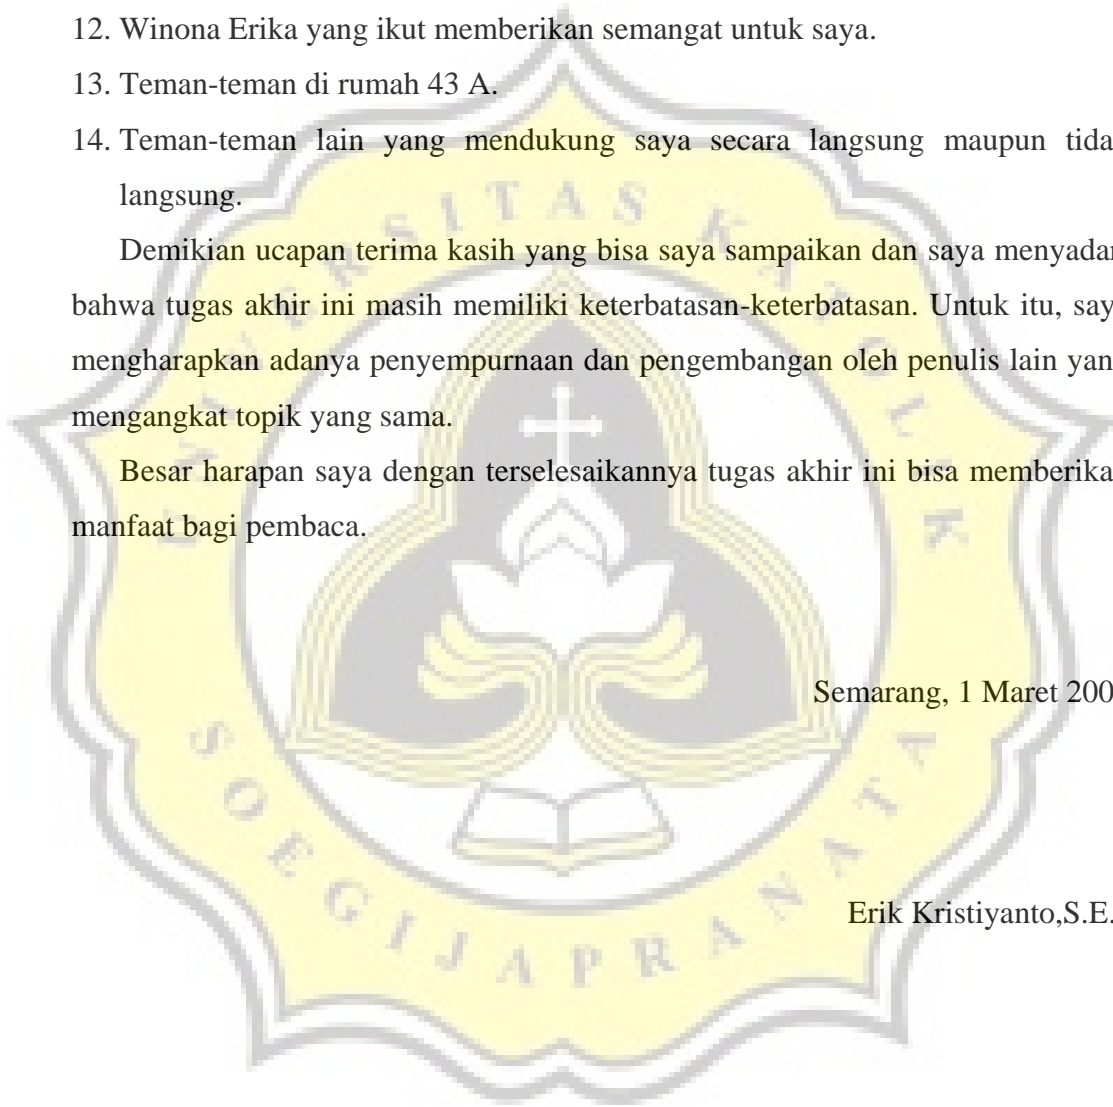 12. Winona Erika yang ikut memberikan semangat untuk saya.
13. Teman-teman di rumah 43 A.
14. Teman-teman lain yang mendukung saya secara langsung maupun tida
langsung.
Demikian ucapan terima kasih yang bisa saya sampaikan dan saya menyadar
bahwa tugas akhir ini masih memiliki keterbatasan-keterbatasan. Untuk itu, say
mengharapkan adanya penyempurnaan dan pengembangan oleh penulis lain yan
mengangkat topik yang sama.
Besar harapan saya dengan terselesaikannya tugas akhir ini bisa memberika
manfaat bagi pembaca.
Semarang, 1 Maret 200
Erik Kristiyanto,S.E.
UNIVERSITAS KATOLIK
SOEGIJAPRANATA